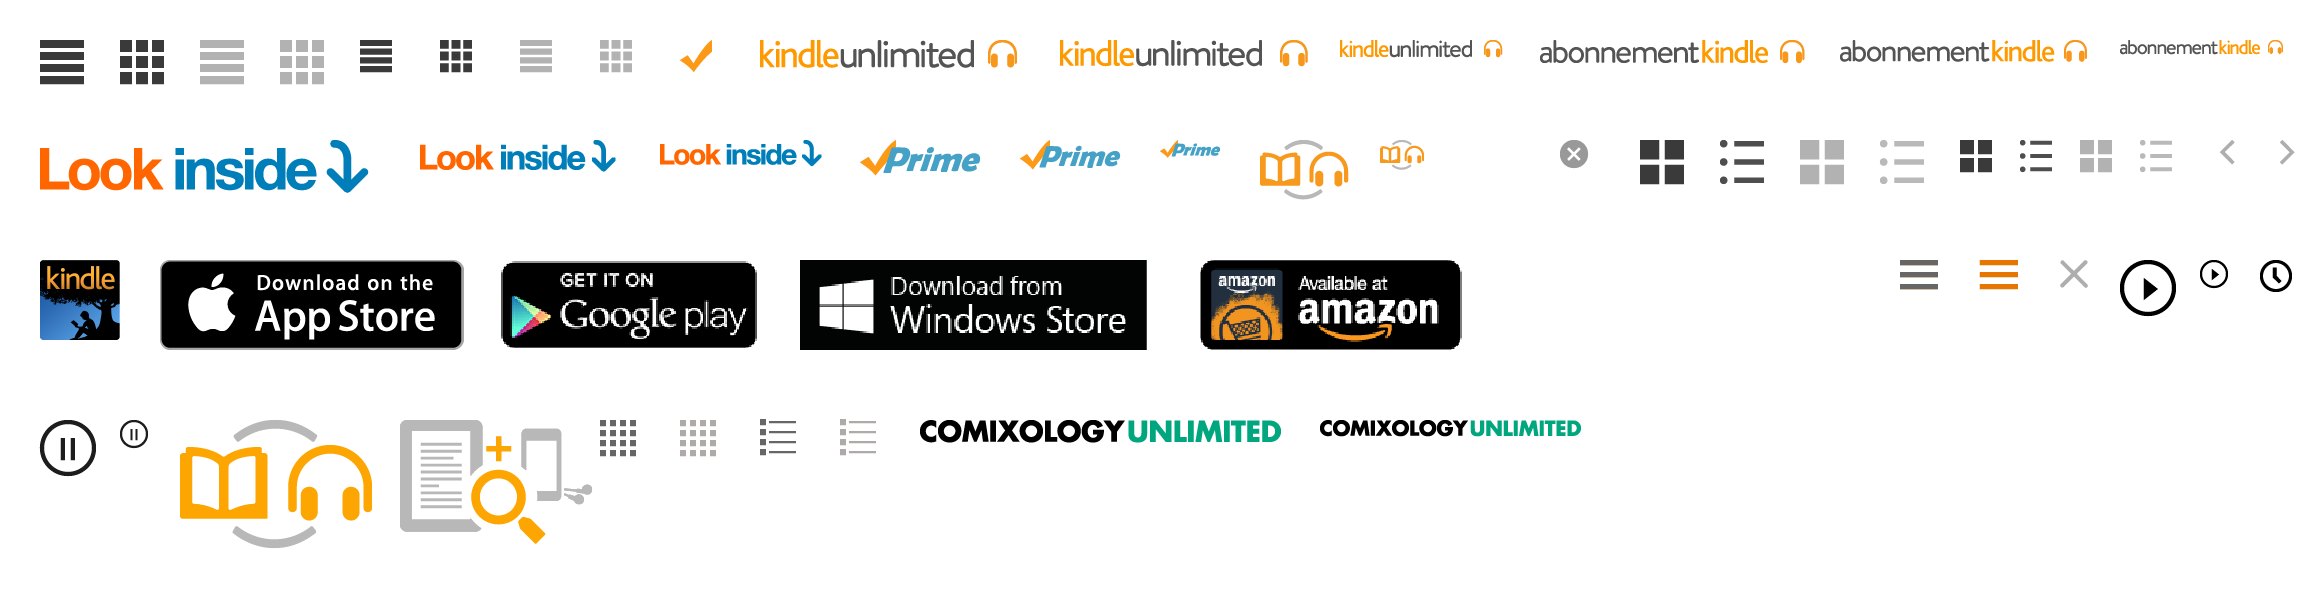 kindleunlimited
kindleunlimited
kindleunlimited
abonnementkindle
abonnementkindle
abonnementkindle
Look inside
Look inside
Look inside
Prime
Prime
Prime
kindle
Download on the
App Store
GET IT ON
Google play
Download from
Windows Store
amazon
Available at
amazon
COMIXOLOGY UNLIMITED
COMIXOLOGY UNLIMITED